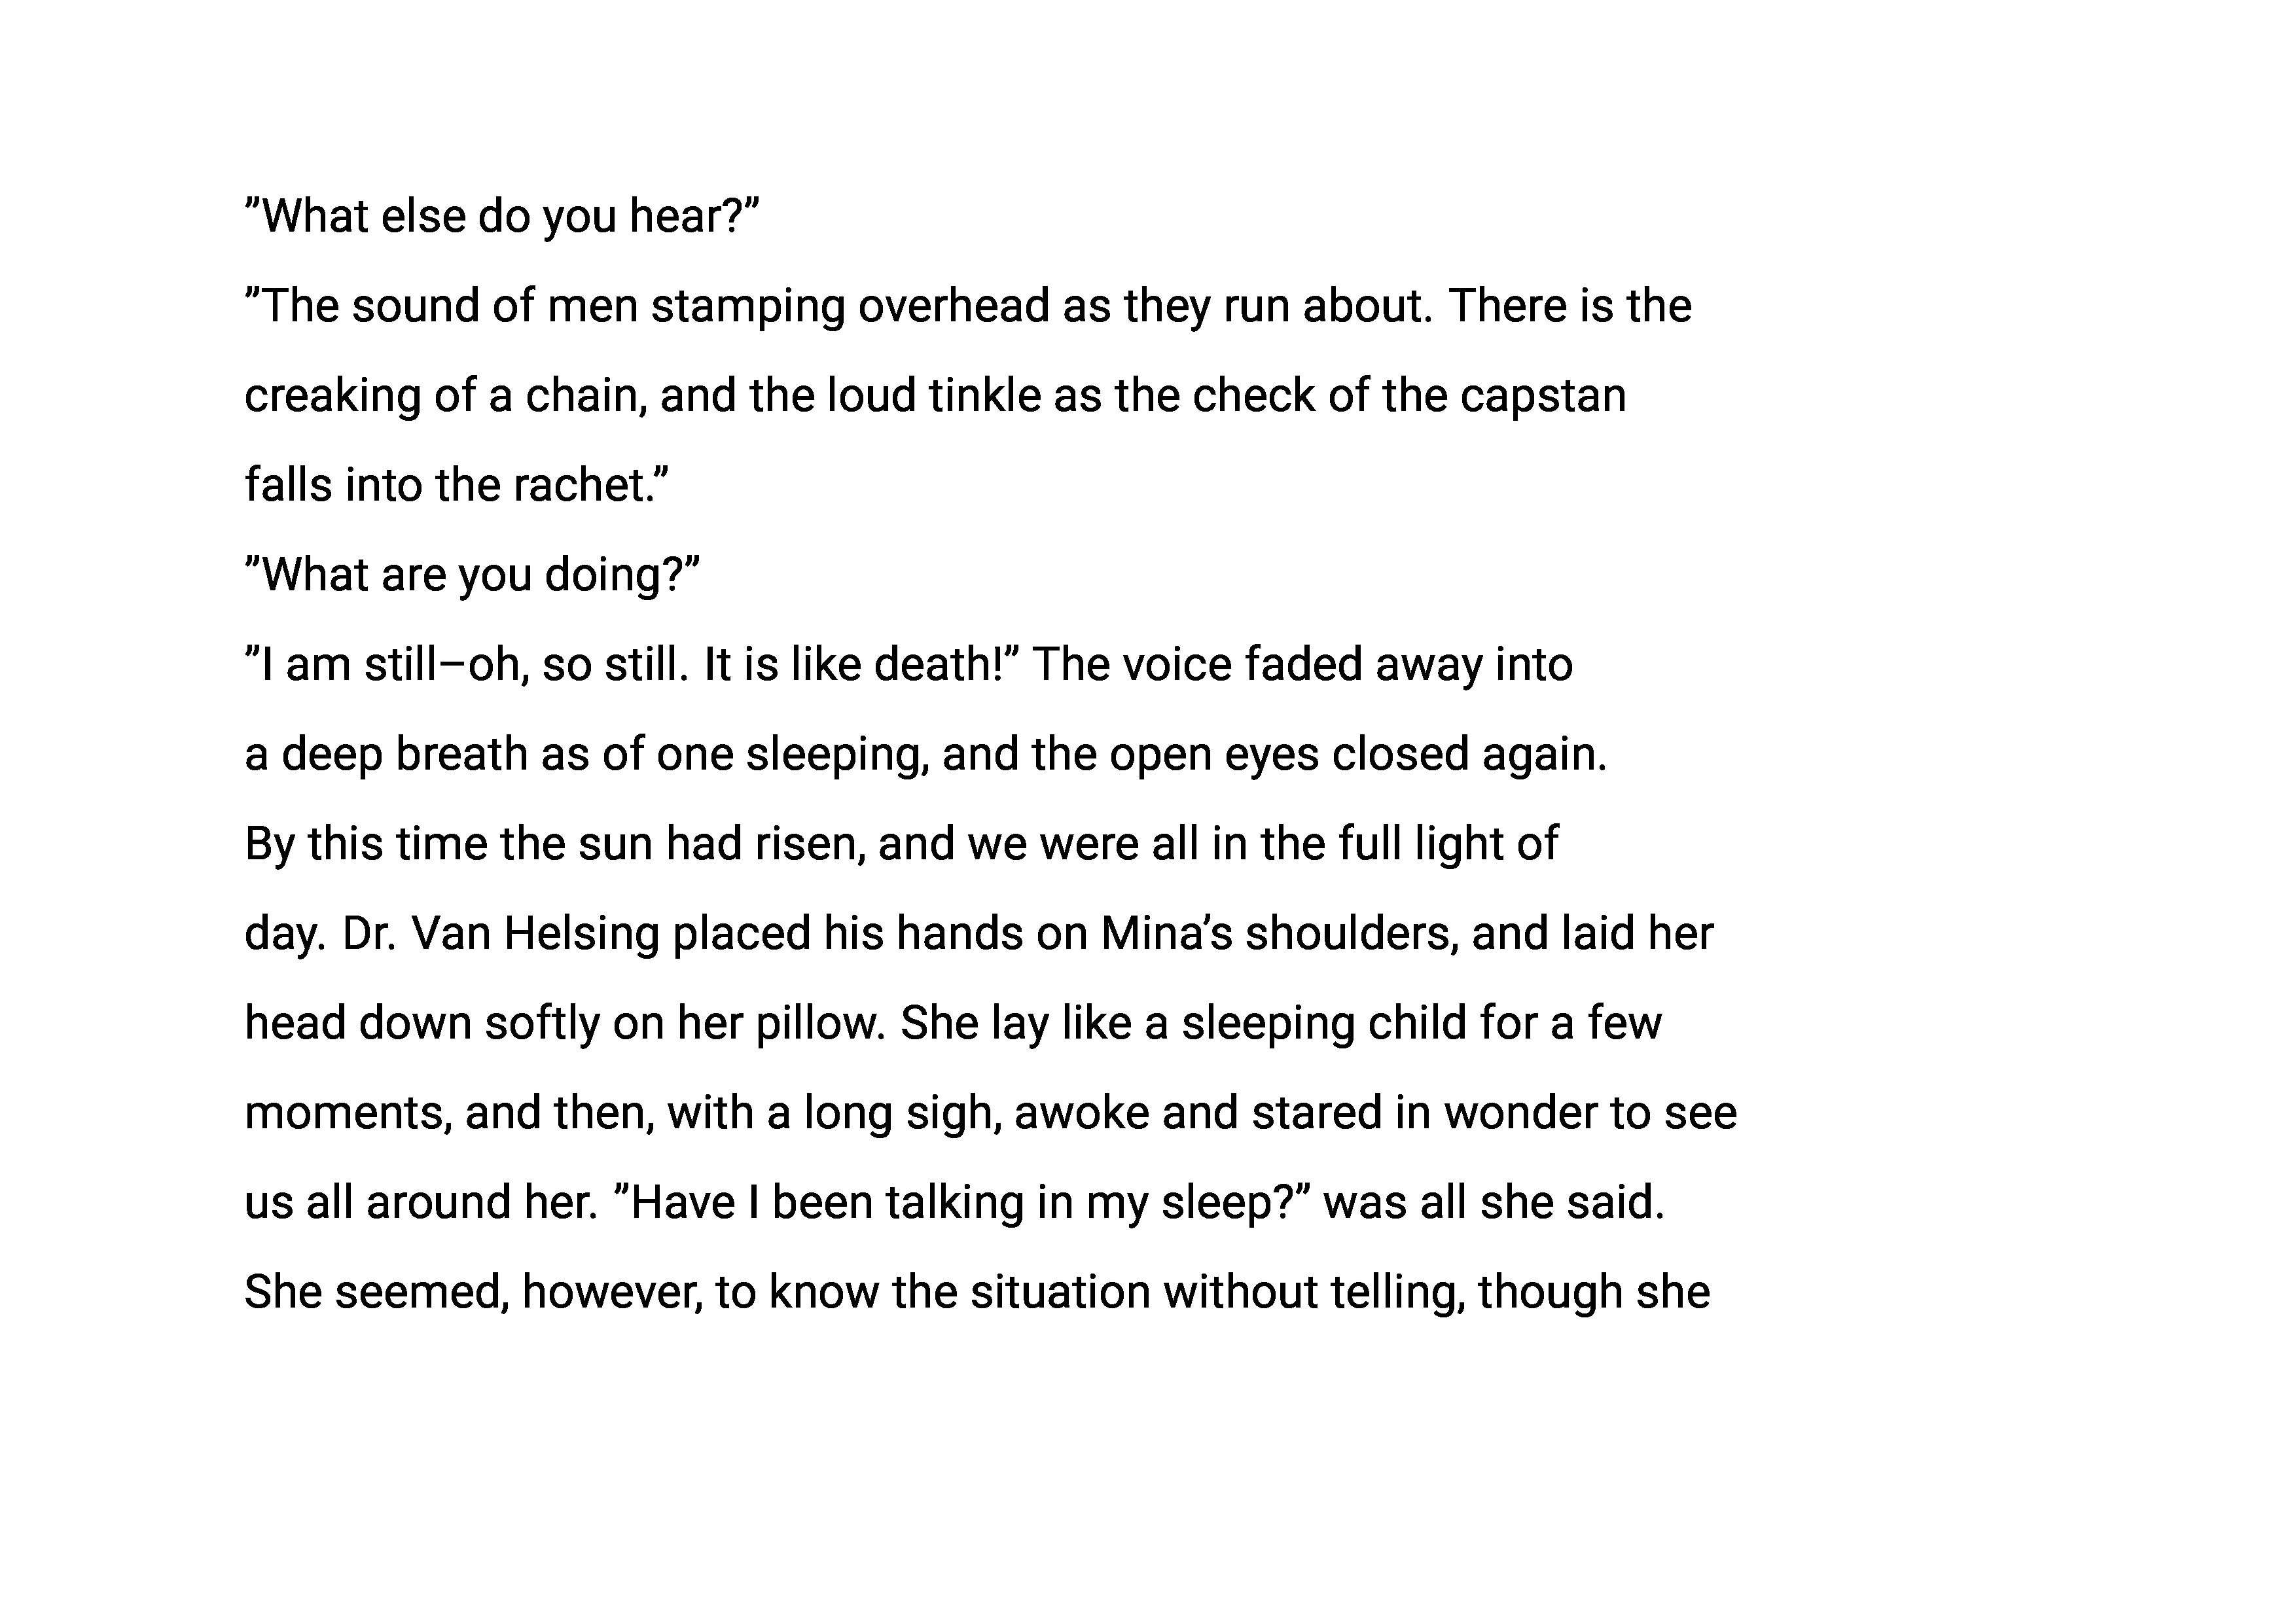 ”What else do you hear?”
”The sound of men stamping overhead as they run about. There is the
creaking of a chain, and the loud tinkle as the check of the capstan
falls into the rachet.”
”What are you doing?”
”I am still–oh, so still. It is like death!” The voice faded away into
a deep breath as of one sleeping, and the open eyes closed again.
By this time the sun had risen, and we were all in the full light of
day. Dr. Van Helsing placed his hands on Mina’s shoulders, and laid her
head down softly on her pillow. She lay like a sleeping child for a few
moments, and then, with a long sigh, awoke and stared in wonder to see
us all around her. ”Have I been talking in my sleep?” was all she said.
She seemed, however, to know the situation without telling, though she